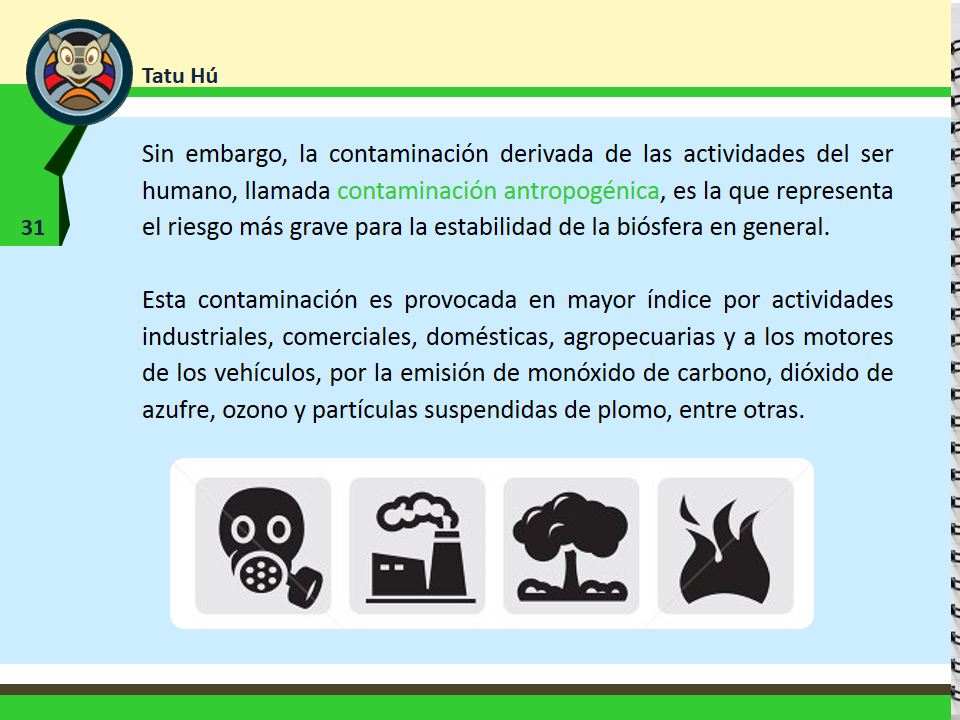 Tatu Hú
Sin embargo, la contaminación derivada de las actividades del ser
humano, llamada contaminación antropogénica, es la que representa
el riesgo más grave para la estabilidad de la biósfera en general.
31
Esta contaminación es provocada en mayor índice por actividades
industriales, comerciales, domésticas, agropecuarias y a los motores
de los vehículos, por la emisión de monóxido de carbono, dióxido de
azufre, ozono y partículas suspendidas de plomo, entre otras.